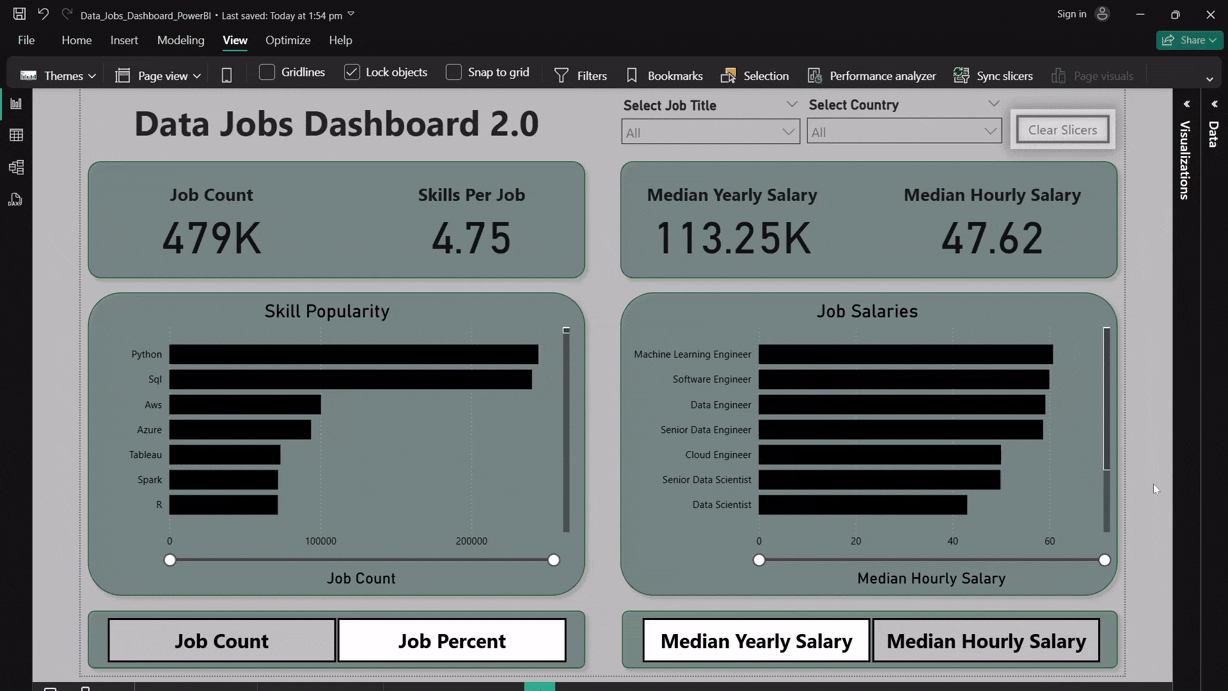 Data_Jobs_Dashboard_PowerBI • Last saved: Today at 1:54 pm
Sign in
File Home Insert Modeling View Optimize Help
Share
Themes Page view Gridlines Lock objects Snap to grid Filters Bookmarks Selection Performance analyzer Sync slicers Page visuals
Data Jobs Dashboard 2.0
Select Job Title
All
Select Country
All
Clear Slicers
Visualizations
Data
DAX
Job Count
479K
Skills Per Job
4.75
Median Yearly Salary
113.25K
Median Hourly Salary
47.62
Skill Popularity
Python
Sql
Aws
Azure
Tableau
Spark
R
0 100000 200000
Job Count
Job Salaries
Machine Learning Engineer
Software Engineer
Data Engineer
Senior Data Engineer
Cloud Engineer
Senior Data Scientist
Data Scientist
0 20 40 60
Median Hourly Salary
Job Count
Job Percent
Median Yearly Salary
Median Hourly Salary